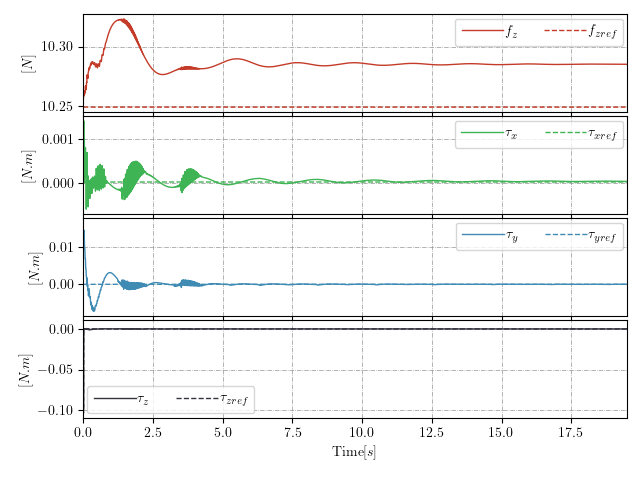 10.30
10.25
[N]
f_z
f_zref
0.001
0.000
[N.m]
τ_x
τ_xref
0.01
0.00
[N.m]
τ_y
τ_yref
0.00
−0.05
−0.10
[N.m]
τ_z
τ_zref
0.0 2.5 5.0 7.5 10.0 12.5 15.0 17.5
Time[s]